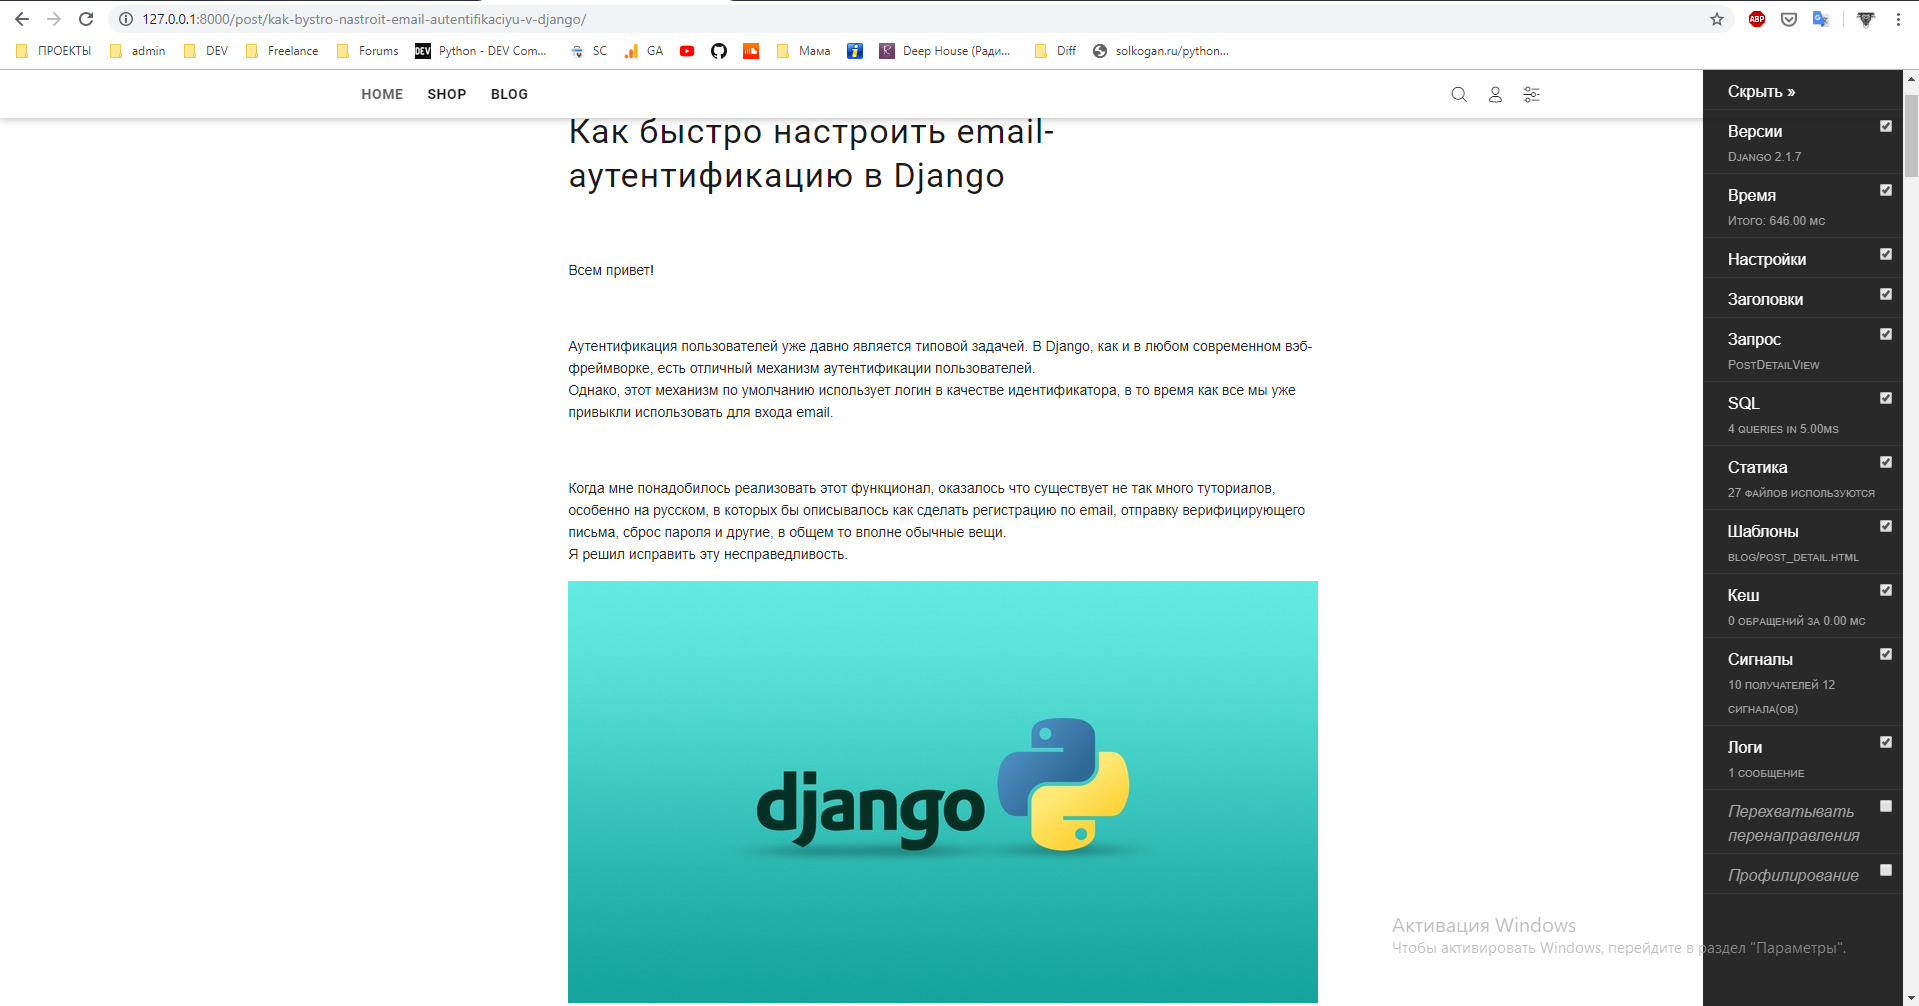 127.0.0.1:8000/post/kak-bystro-nastroit-email-autentifikaciyu-v-django/
ABP
ПРОЕКТЫ admin DEV Freelance Forums DEV Python - DEV Com... SC GA Мама R Deep House (Ради... Diff solkogan.ru/python...
HOME SHOP BLOG
Как быстро настроить email-
аутентификацию в Django
Всем привет!
Аутентификация пользователей уже давно является типовой задачей. В Django, как и в любом современном вэб-
фреймворке, есть отличный механизм аутентификации пользователей.
Однако, этот механизм по умолчанию использует логин в качестве идентификатора, в то время как все мы уже
привыкли использовать для входа email.
Когда мне понадобилось реализовать этот функционал, оказалось что существует не так много туториалов,
особенно на русском, в которых бы описывалось как сделать регистрацию по email, отправку верифицирующего
письма, сброс пароля и другие, в общем то вполне обычные вещи.
Я решил исправить эту несправедливость.
django
Скрыть »
Версии
Django 2.1.7
Время
Итого: 646.00 мс
Настройки
Заголовки
Запрос
PostDetailView
SQL
4 queries in 5.00ms
Статика
27 файлов используются
Шаблоны
blog/post_detail.html
Кеш
0 обращений за 0.00 мс
Сигналы
10 получателей 12
сигнала(ов)
Логи
1 сообщение
Перехватывать
перенаправления
Профилирование
Активация Windows
Чтобы активировать Windows, перейдите в раздел "Параметры".